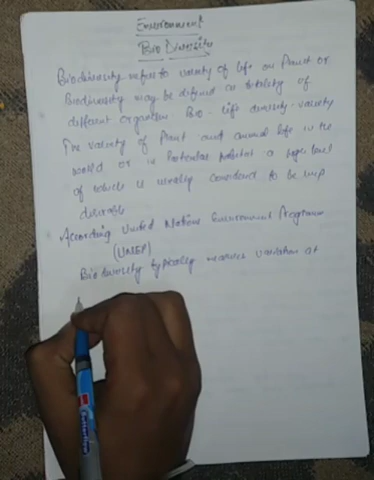 Environment
Bio Diversity
Biodiversity refers to variety of life on Planet or
Biodiversity may be defined as totality of
different organism Bio - life diversity - variety
The variety of Plant and animal life in the
world or in Particular habitat a high level
of which is usually considered to be imp
disrable
According United Nations Environment Programme
(UNEP)
Biodiversity typically measures variation at